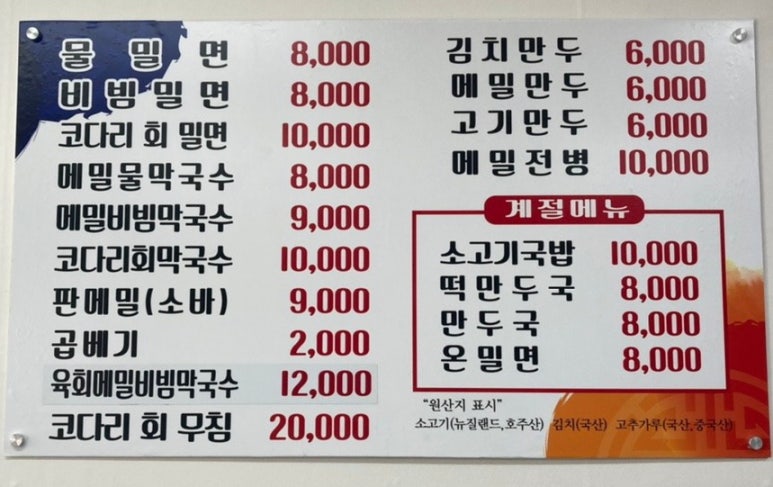 물밀면 8,000
비빔밀면 8,000
코다리 회 밀면 10,000
메밀물막국수 8,000
메밀비빔막국수 9,000
코다리회막국수 10,000
판메밀(소바) 9,000
곱베기 2,000
육회메밀비빔막국수 12,000
코다리 회 무침 20,000
김치만두 6,000
메밀만두 6,000
고기만두 6,000
메밀전병 10,000
계절메뉴
소고기국밥 10,000
떡만두국 8,000
만두국 8,000
온밀면 8,000
"원산지 표시"
소고기(뉴질랜드,호주산) 김치(국산) 고추가루(국산,중국산)